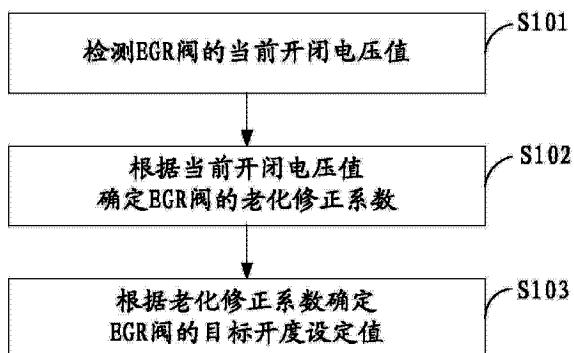 检测EGR阀的当前开闭电压值
S101
根据当前开闭电压值
确定EGR阀的老化修正系数
S102
根据老化修正系数确定
EGR阀的目标开度设定值
S103